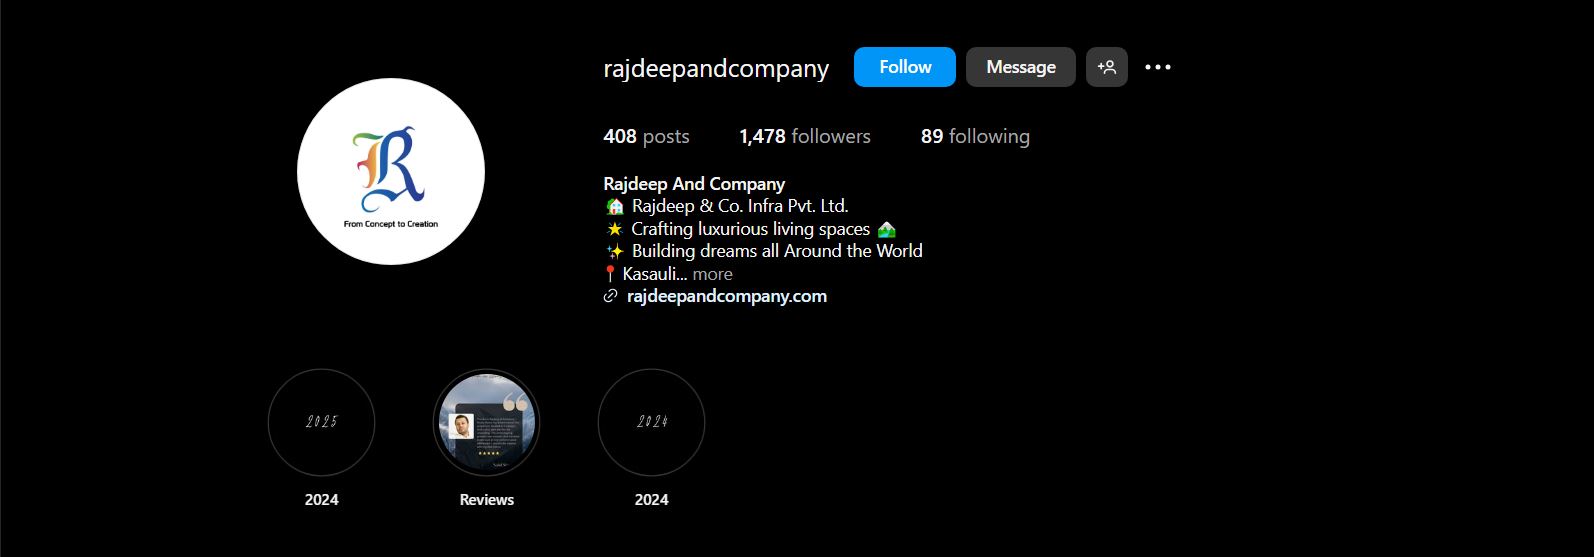 rajdeepandcompany Follow Message
408 posts 1,478 followers 89 following
Rajdeep And Company
🏡 Rajdeep & Co. Infra Pvt. Ltd.
🌟 Crafting luxurious living spaces 🏞️
✨ Building dreams all Around the World
📍Kasauli... more
rajdeepandcompany.com
R
From Concept to Creation
2025
2024
2024
Reviews
2024